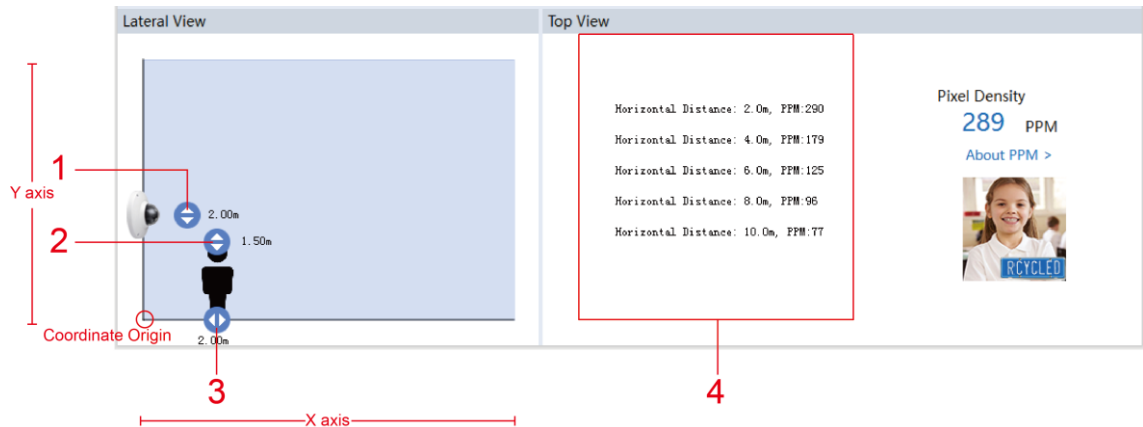 Lateral View
Top View
1
Y axis
2.00m
2
1.50m
Coordinate Origin
2.00m
3
X axis
Horizontal Distance: 2.0m, PPM:290
Horizontal Distance: 4.0m, PPM:179
Horizontal Distance: 6.0m, PPM:125
Horizontal Distance: 8.0m, PPM:96
Horizontal Distance: 10.0m, PPM:77
4
Pixel Density
289 PPM
About PPM >
RCYCLED